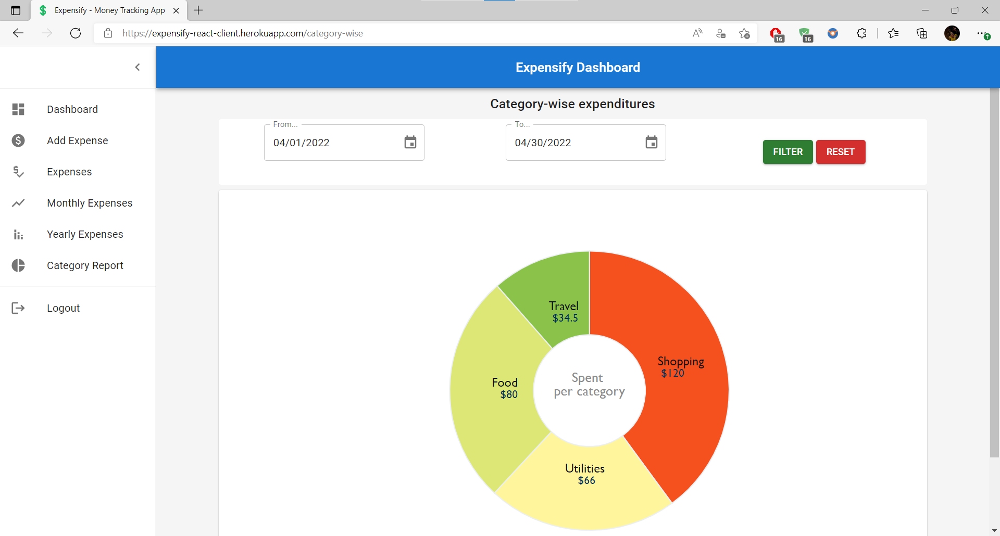 Expensify - Money Tracking App
https://expensify-react-client.herokuapp.com/category-wise
16
16
Expensify Dashboard
Dashboard
Add Expense
Expenses
Monthly Expenses
Yearly Expenses
Category Report
Logout
Category-wise expenditures
From...
04/01/2022
To...
04/30/2022
FILTER
RESET
Travel
$34.5
Shopping
$120
Food
$80
Spent
per category
Utilities
$66